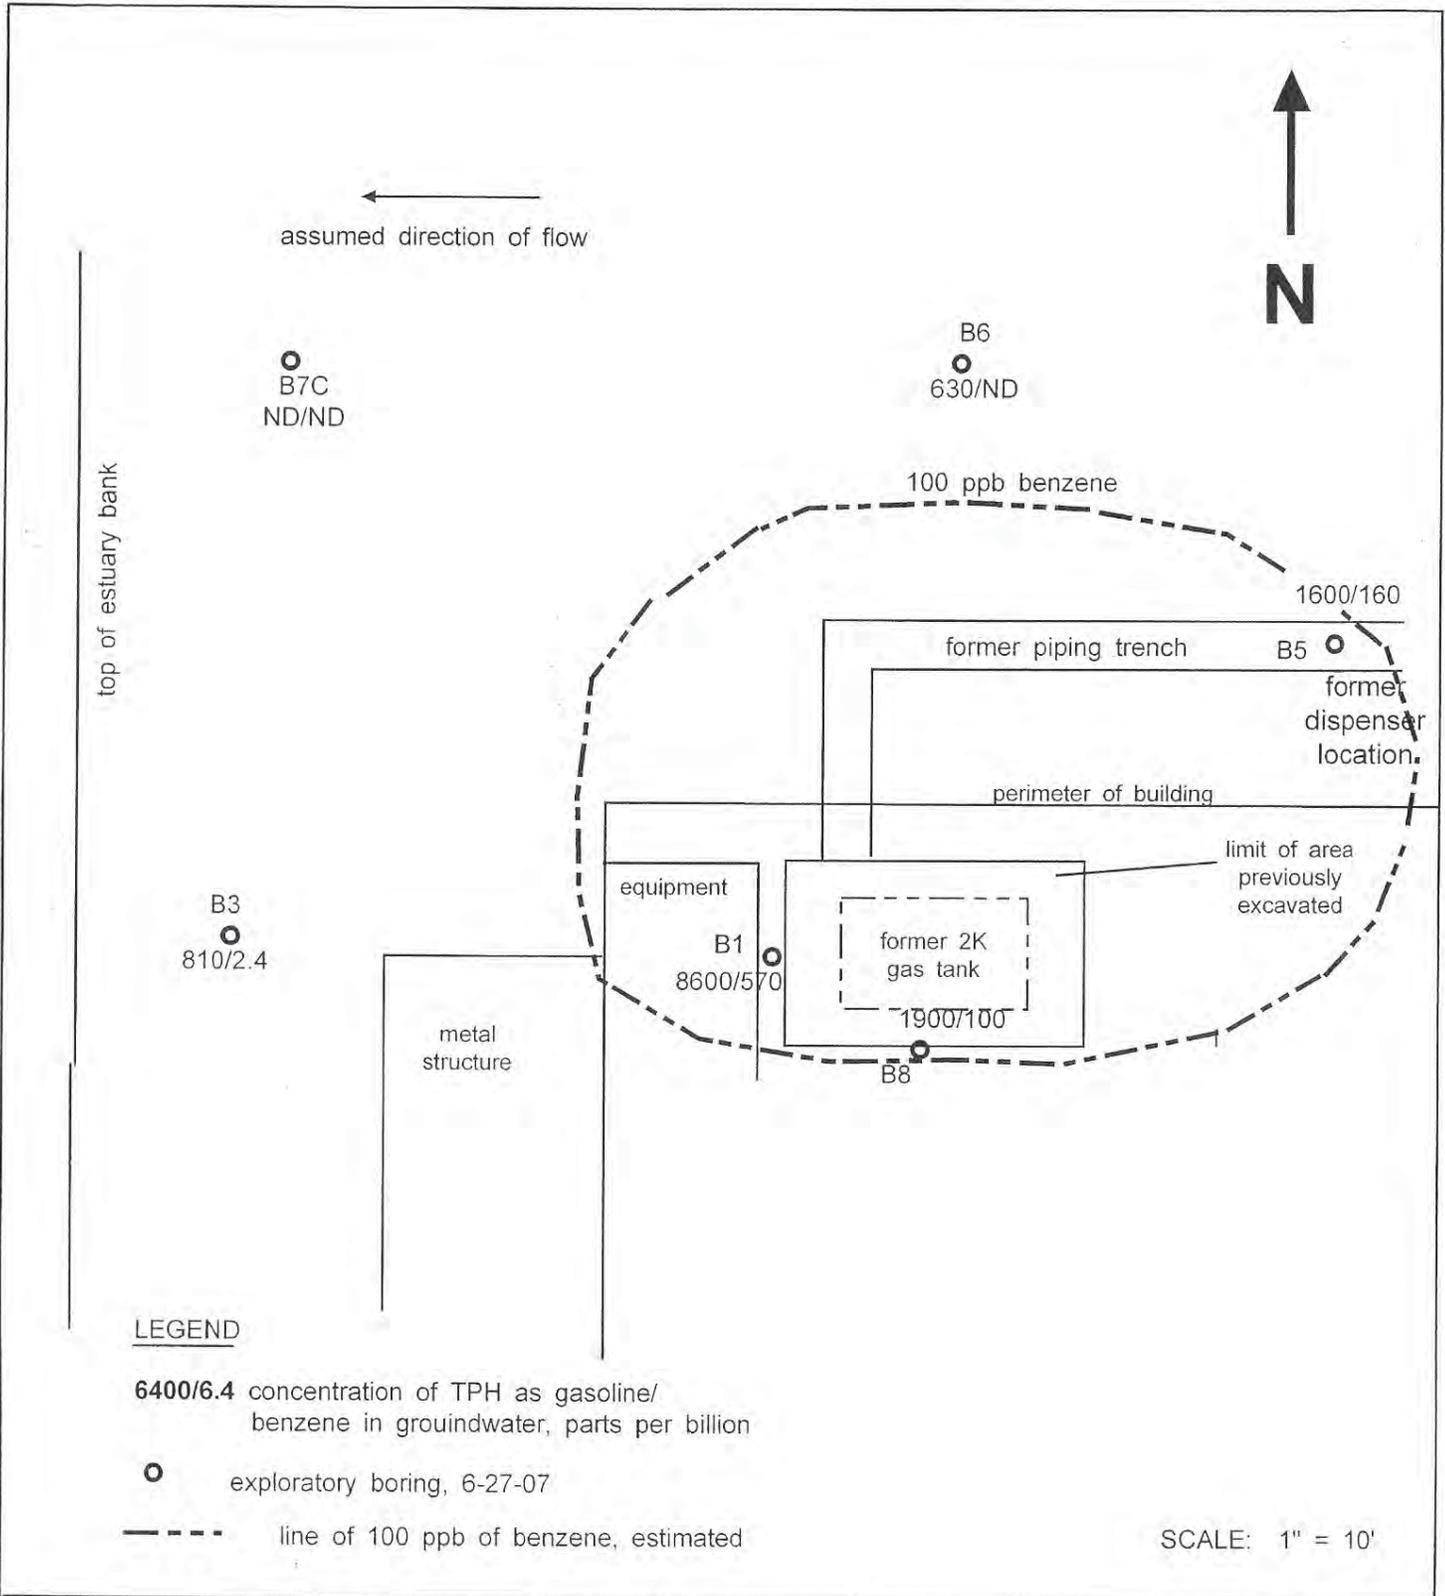 N
assumed direction of flow
B6
630/ND
B7C
ND/ND
top of estuary bank
100 ppb benzene
1600/160
former piping trench
B5
former
dispenser
location
perimeter of building
limit of area
previously
excavated
equipment
B3
810/2.4
B1
8600/570
former 2K
gas tank
1900/100
B8
metal
structure
LEGEND
6400/6.4 concentration of TPH as gasoline/
benzene in grouindwater, parts per billion
exploratory boring, 6-27-07
line of 100 ppb of benzene, estimated
SCALE: 1" = 10'